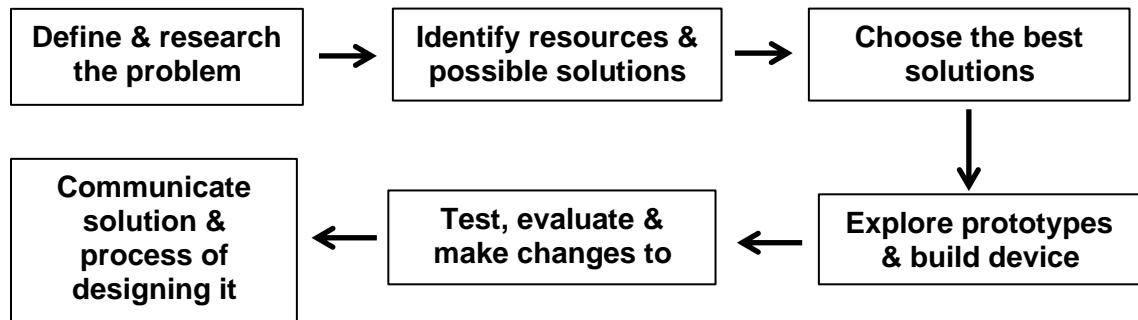 Define & research
the problem
Identify resources &
possible solutions
Choose the best
solutions
Explore prototypes
& build device
Test, evaluate &
make changes to
Communicate
solution &
process of
designing it